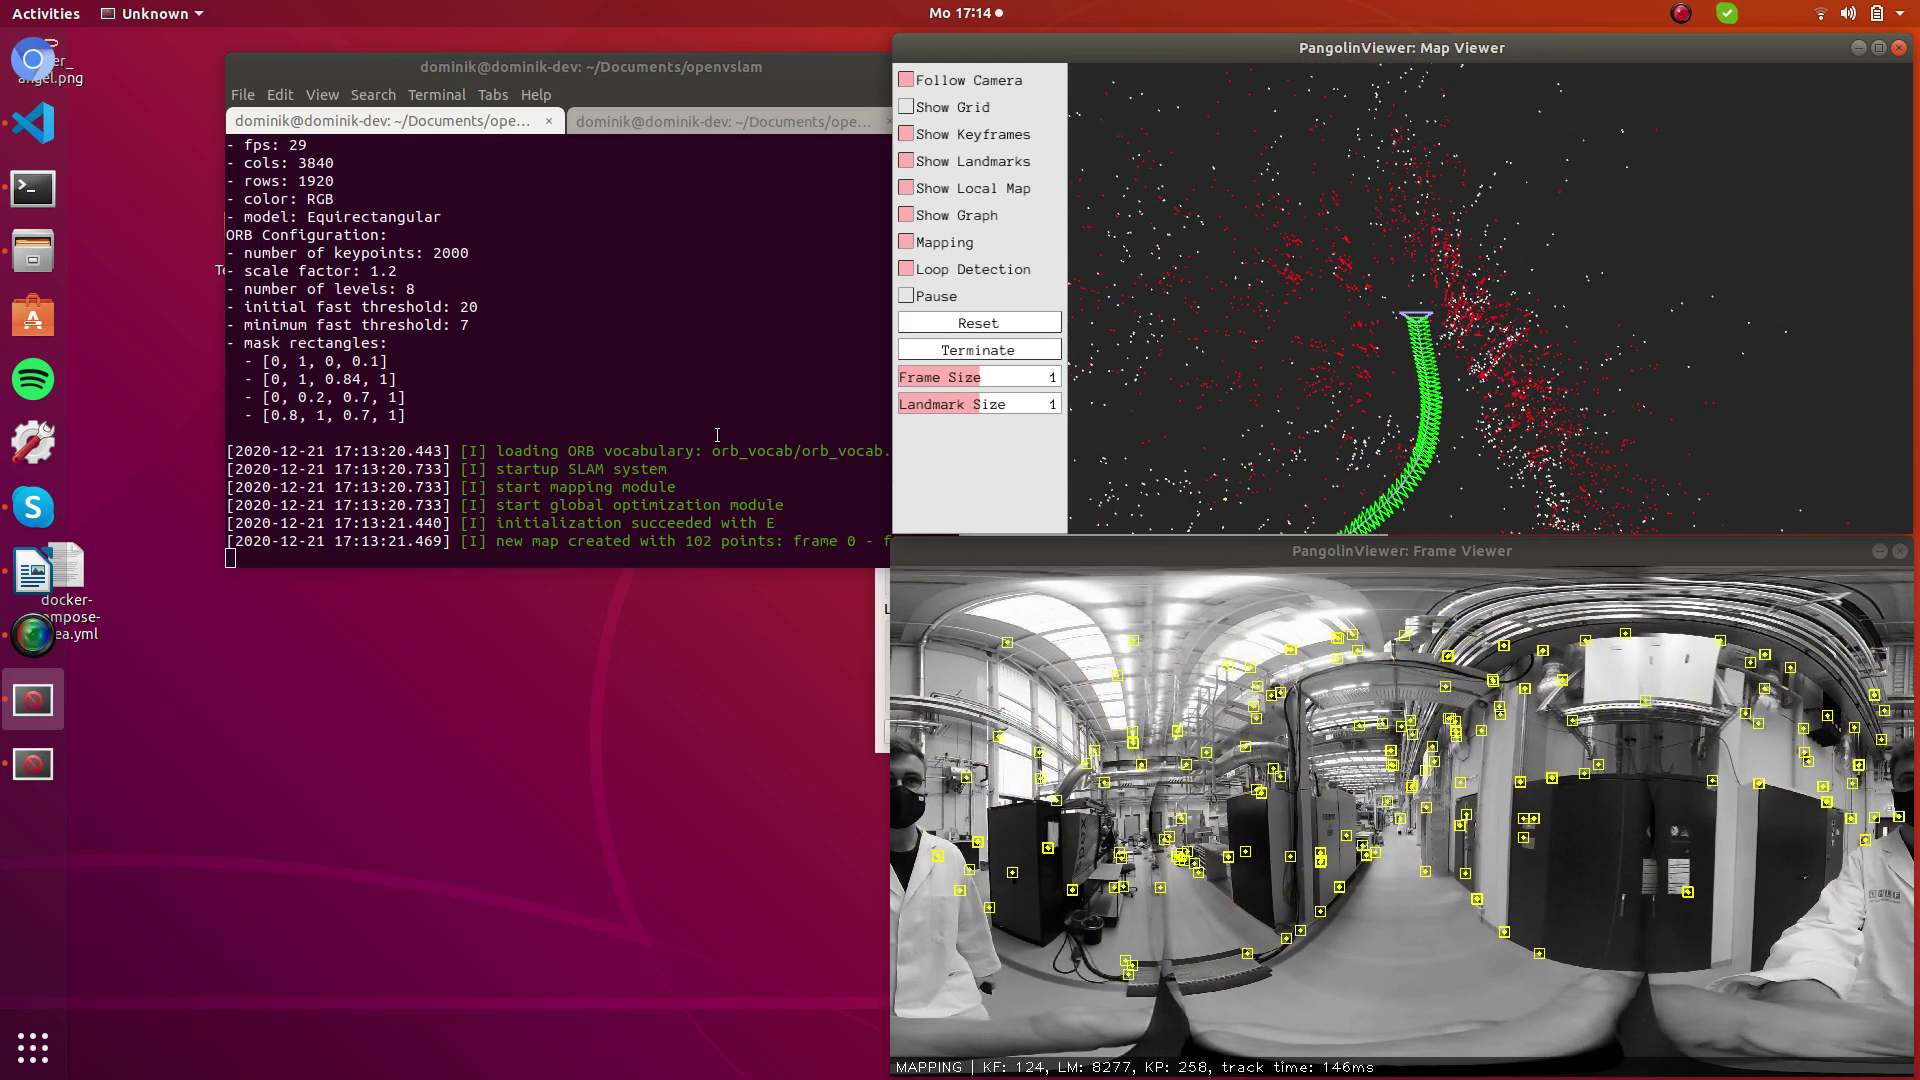 Activities
Unknown
Mo 17:14
angel.png
docker-
ea.yml
dominik@dominik-dev: ~/Documents/openvslam
File Edit View Search Terminal Tabs Help
dominik@dominik-dev: ~/Documents/ope... ×
dominik@dominik-dev: ~/Documents/ope...
- fps: 29
- cols: 3840
- rows: 1920
- color: RGB
- model: Equirectangular
ORB Configuration:
- number of keypoints: 2000
- scale factor: 1.2
- number of levels: 8
- initial fast threshold: 20
- minimum fast threshold: 7
- mask rectangles:
- [0, 1, 0, 0.1]
- [0, 1, 0.84, 1]
- [0, 0.2, 0.7, 1]
- [0.8, 1, 0.7, 1]
[2020-12-21 17:13:20.443] [I] loading ORB vocabulary: orb_vocab/orb_vocab.
[2020-12-21 17:13:20.733] [I] startup SLAM system
[2020-12-21 17:13:20.733] [I] start mapping module
[2020-12-21 17:13:20.733] [I] start global optimization module
[2020-12-21 17:13:21.440] [I] initialization succeeded with E
[2020-12-21 17:13:21.469] [I] new map created with 102 points: frame 0 - f
PangolinViewer: Map Viewer
Follow Camera
Show Grid
Show Keyframes
Show Landmarks
Show Local Map
Show Graph
Mapping
Loop Detection
Pause
Reset
Terminate
Frame Size 1
Landmark Size 1
PangolinViewer: Frame Viewer
MAPPING | KF: 124, LM: 8277, KP: 258, track time: 146ms